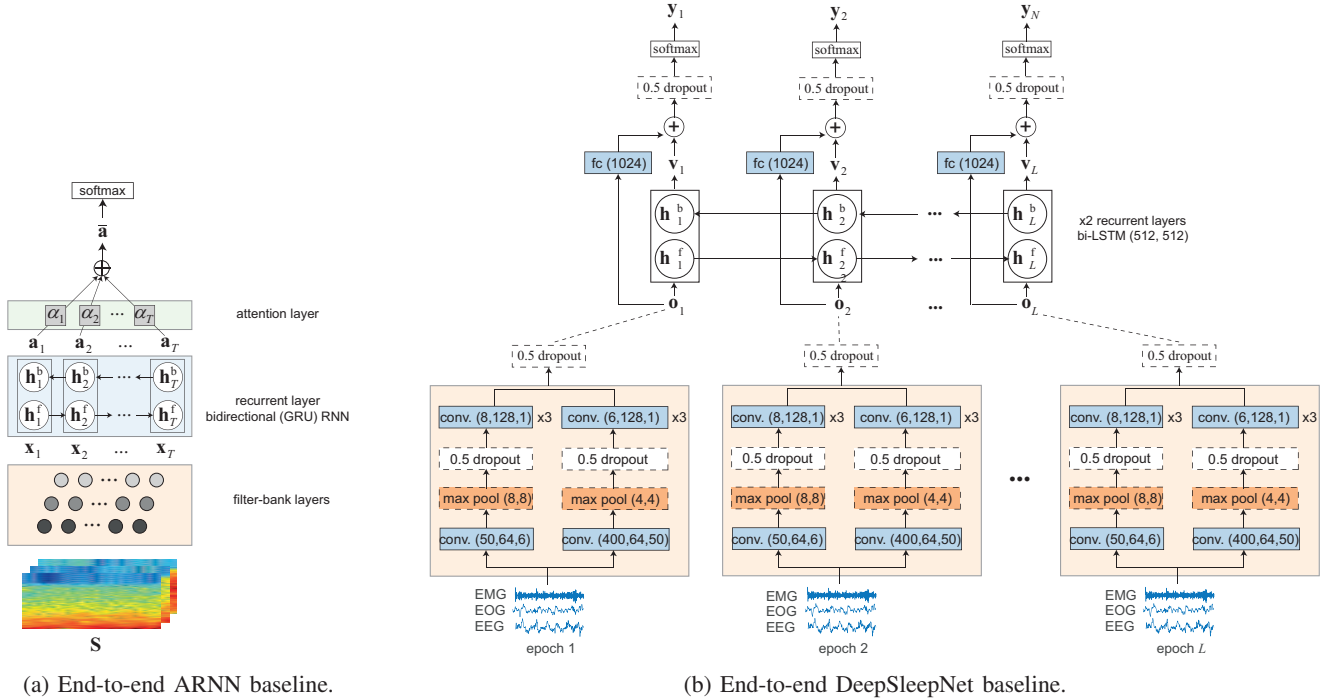 softmax
ā
α1 α2 ··· αT
attention layer
a1 a2 ... aT
h1b h2b ··· hTb
h1f h2f ··· hTf
recurrent layer
bidirectional (GRU) RNN
x1 x2 ... xT
filter-bank layers
S
(a) End-to-end ARNN baseline.
y1 y2 yN
softmax softmax softmax
0.5 dropout 0.5 dropout 0.5 dropout
+ + +
fc (1024) v1 fc (1024) v2 fc (1024) vL
h1b h2b ... hLb
h1f h2f 2 ... hLf
x2 recurrent layers
bi-LSTM (512, 512)
o1 o2 ... oL
0.5 dropout 0.5 dropout 0.5 dropout
conv. (8,128,1) x3 conv. (6,128,1) x3 conv. (8,128,1) x3 conv. (6,128,1) x3 conv. (8,128,1) x3 conv. (6,128,1) x3
0.5 dropout 0.5 dropout 0.5 dropout 0.5 dropout 0.5 dropout 0.5 dropout
max pool (8,8) max pool (4,4) max pool (8,8) max pool (4,4) ... max pool (8,8) max pool (4,4)
conv. (50,64,6) conv. (400,64,50) conv. (50,64,6) conv. (400,64,50) conv. (50,64,6) conv. (400,64,50)
EMG EMG EMG
EOG EOG EOG
EEG EEG EEG
epoch 1 epoch 2 epoch L
(b) End-to-end DeepSleepNet baseline.